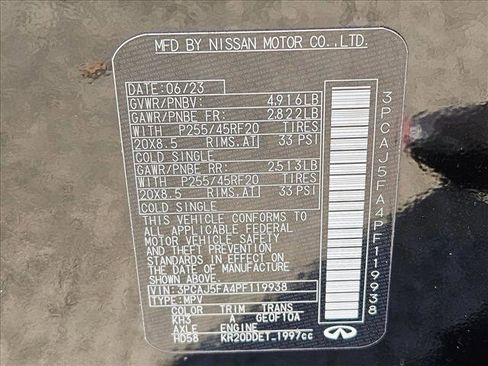 MFD BY NISSAN MOTOR CO.,LTD.
DATE: 06/23
GVWR/PNBV: 4,916LB
GAWR/PNBE FR: 2,822LB
WITH P255/45RF20 TIRES
20X8.5 RIMS.AT 33 PSI
COLD SINGLE
GAWR/PNBE RR: 2,513LB
WITH P255/45RF20 TIRES
20X8.5 RIMS.AT 33 PSI
COLD SINGLE
THIS VEHICLE CONFORMS TO
ALL APPLICABLE FEDERAL
MOTOR VEHICLE SAFETY
AND THEFT PREVENTION
STANDARDS IN EFFECT ON
THE DATE OF MANUFACTURE
SHOWN ABOVE.
VIN: 3PCAJ5FA4PF119938
TYPE: MPV
COLOR TRIM TRANS
KH3 A GEOF10A
AXLE ENGINE
HD58 KR20DDET_1997cc
3PCAJ5FA4PF119938
INFINITI